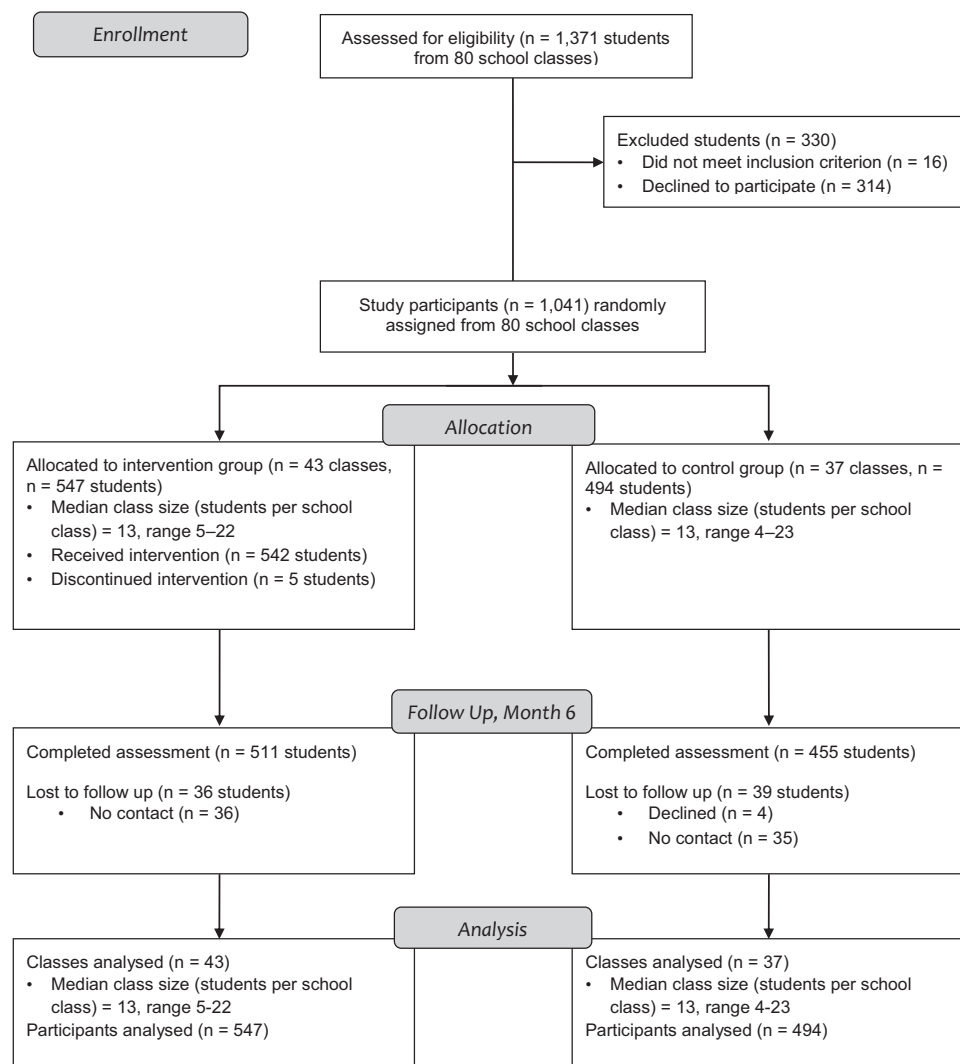 Enrollment
Assessed for eligibility (n = 1,371 students
from 80 school classes)
Excluded students (n = 330)
• Did not meet inclusion criterion (n = 16)
• Declined to participate (n = 314)
Study participants (n = 1,041) randomly
assigned from 80 school classes
Allocation
Allocated to intervention group (n = 43 classes,
n = 547 students)
• Median class size (students per school
class) = 13, range 5–22
• Received intervention (n = 542 students)
• Discontinued intervention (n = 5 students)
Allocated to control group (n = 37 classes, n =
494 students)
• Median class size (students per school
class) = 13, range 4–23
Follow Up, Month 6
Completed assessment (n = 511 students)
Lost to follow up (n = 36 students)
• No contact (n = 36)
Completed assessment (n = 455 students)
Lost to follow up (n = 39 students)
• Declined (n = 4)
• No contact (n = 35)
Analysis
Classes analysed (n = 43)
• Median class size (students per school
class) = 13, range 5-22
Participants analysed (n = 547)
Classes analysed (n = 37)
• Median class size (students per school
class) = 13, range 4-23
Participants analysed (n = 494)